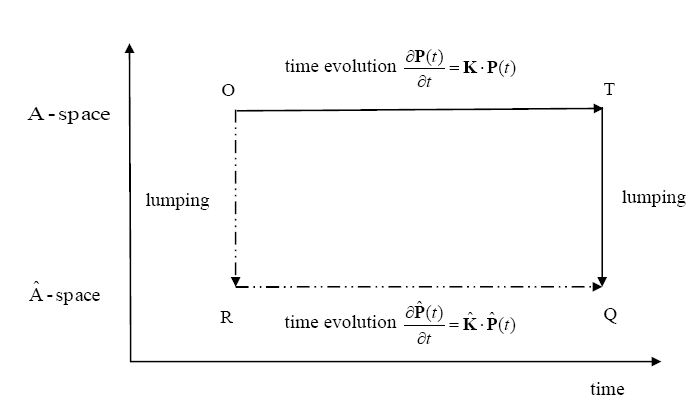 time evolution ∂P(t)/∂t = K · P(t)
O
T
A - space
lumping
lumping
Â - space
R
time evolution ∂P̂(t)/∂t = K̂ · P̂(t)
Q
time